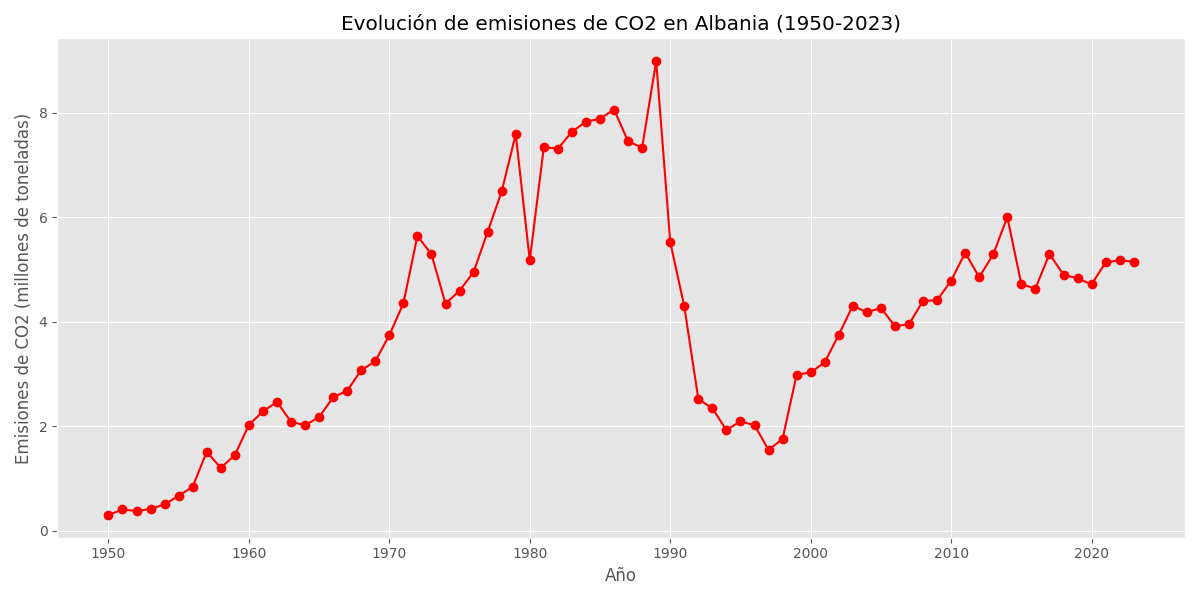 Evolución de emisiones de CO2 en Albania (1950-2023)
Emisiones de CO2 (millones de toneladas)
8
6
4
2
0
1950 1960 1970 1980 1990 2000 2010 2020
Año